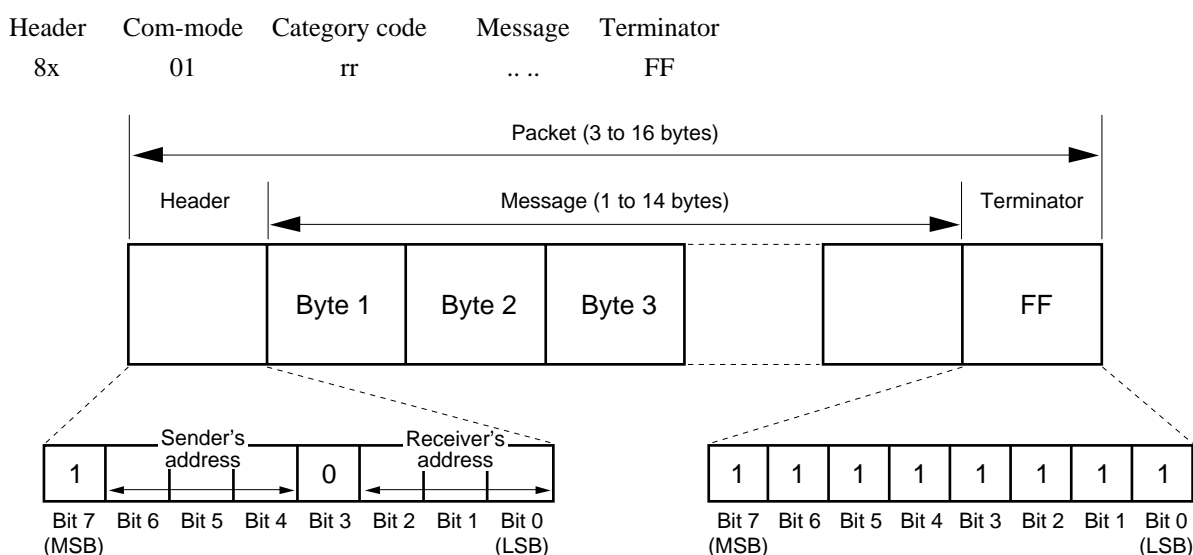 Header Com-mode Category code Message Terminator
8x 01 rr .. .. FF
Packet (3 to 16 bytes)
Header Message (1 to 14 bytes) Terminator
Byte 1 Byte 2 Byte 3 FF
Sender's address Receiver's address
1 0 1 1 1 1 1 1 1 1
Bit 7 Bit 6 Bit 5 Bit 4 Bit 3 Bit 2 Bit 1 Bit 0 Bit 7 Bit 6 Bit 5 Bit 4 Bit 3 Bit 2 Bit 1 Bit 0
(MSB) (LSB) (MSB) (LSB)